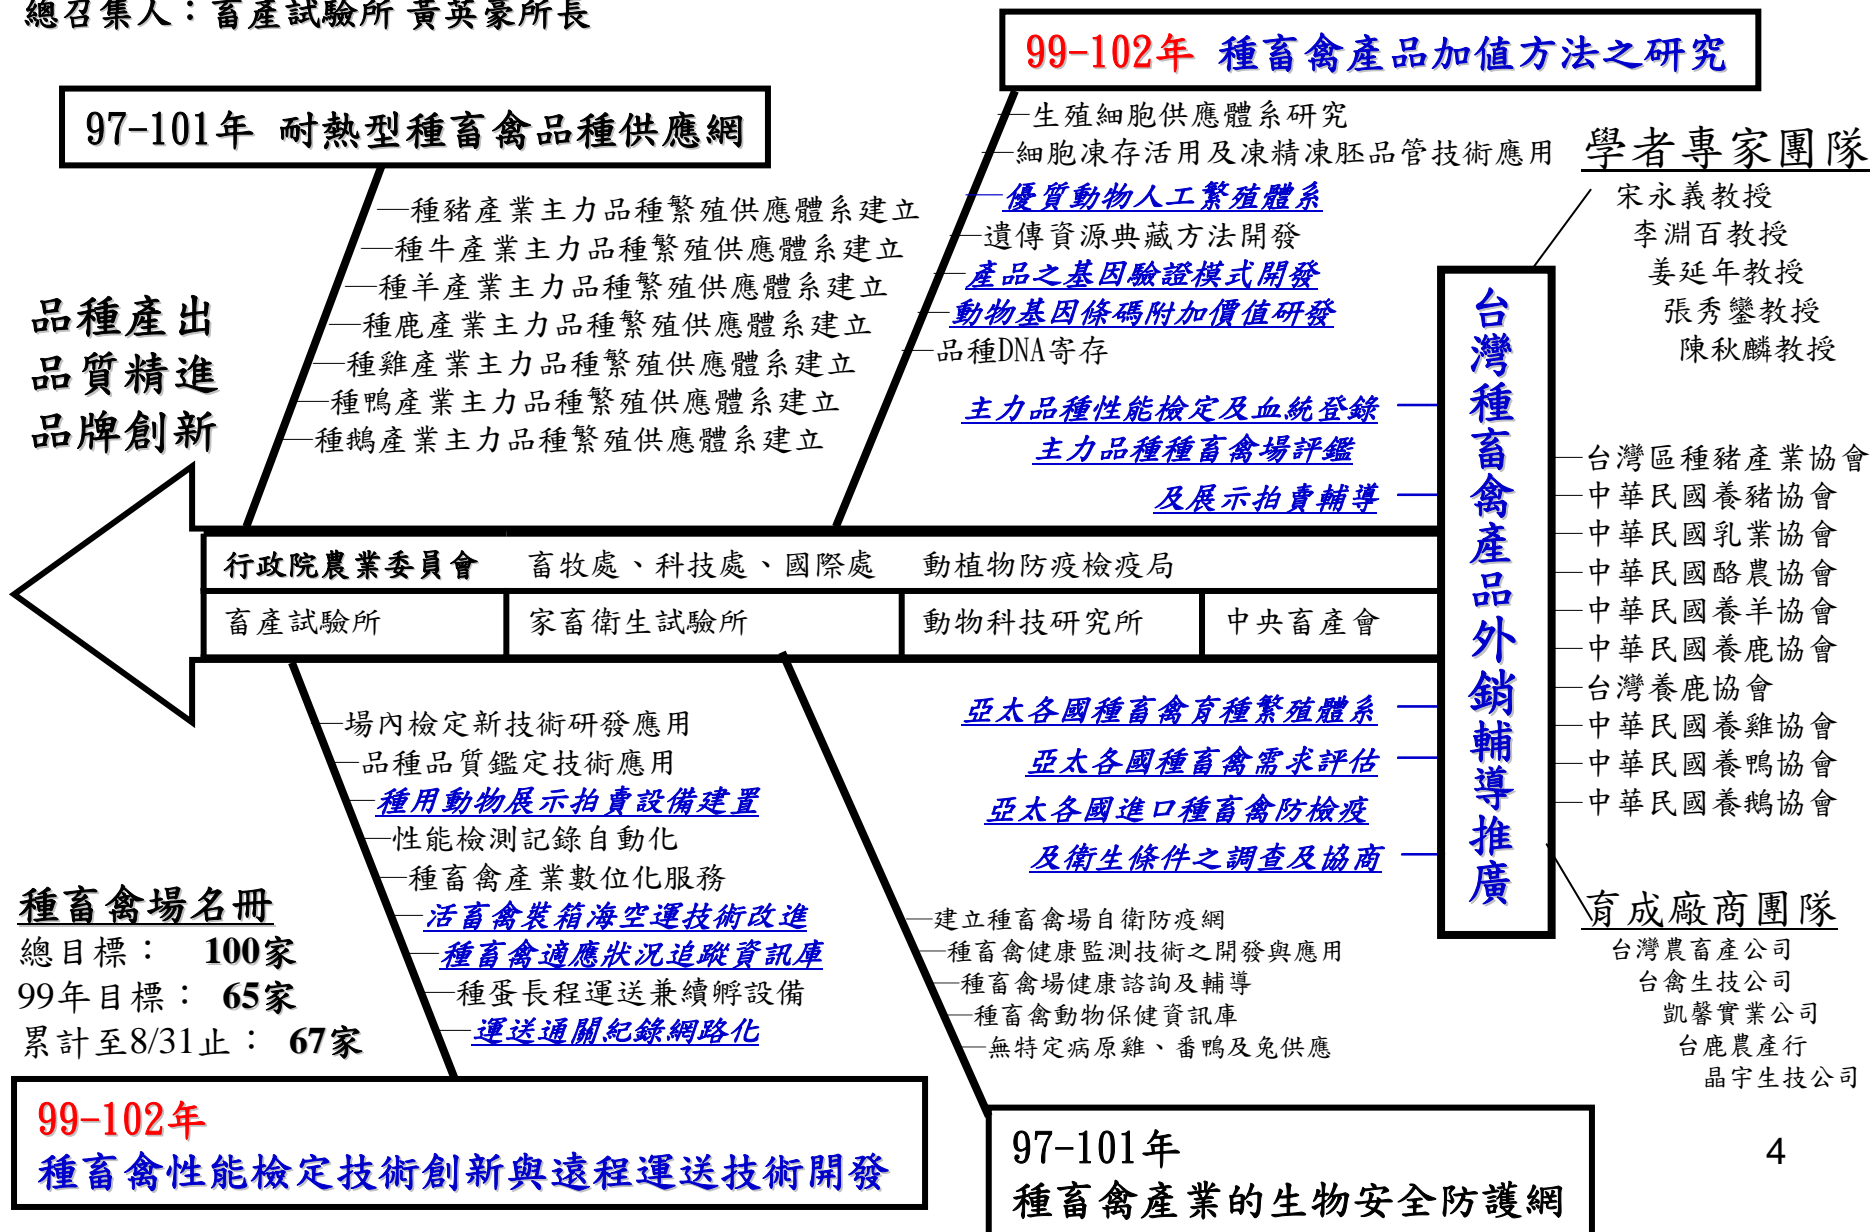 總召集人：畜產試驗所 黃英豪所長
99-102年 種畜禽產品加值方法之研究
生殖細胞供應體系研究
細胞凍存活用及凍精凍胚品管技術應用
優質動物人工繁殖體系
遺傳資源典藏方法開發
產品之基因驗證模式開發
動物基因條碼附加價值研發
品種DNA寄存
97-101年 耐熱型種畜禽品種供應網
種豬產業主力品種繁殖供應體系建立
種牛產業主力品種繁殖供應體系建立
種羊產業主力品種繁殖供應體系建立
種鹿產業主力品種繁殖供應體系建立
種雞產業主力品種繁殖供應體系建立
種鴨產業主力品種繁殖供應體系建立
種鵝產業主力品種繁殖供應體系建立
品種產出
品質精進
品牌創新
主力品種性能檢定及血統登錄
主力品種種畜禽場評鑑
及展示拍賣輔導
學者專家團隊
宋永義教授
李淵百教授
姜延年教授
張秀鑾教授
陳秋麟教授
台灣種畜禽產品外銷輔導推廣
台灣區種豬產業協會
中華民國養豬協會
中華民國乳業協會
中華民國酪農協會
中華民國養羊協會
中華民國養鹿協會
台灣養鹿協會
中華民國養雞協會
中華民國養鴨協會
中華民國養鵝協會
行政院農業委員會 畜牧處、科技處、國際處 動植物防疫檢疫局
畜產試驗所 家畜衛生試驗所 動物科技研究所 中央畜產會
場內檢定新技術研發應用
品種品質鑑定技術應用
種用動物展示拍賣設備建置
性能檢測記錄自動化
種畜禽產業數位化服務
活畜禽裝箱海空運技術改進
種畜禽適應狀況追蹤資訊庫
種蛋長程運送兼續孵設備
運送通關紀錄網路化
亞太各國種畜禽育種繁殖體系
亞太各國種畜禽需求評估
亞太各國進口種畜禽防檢疫
及衛生條件之調查及協商
建立種畜禽場自衛防疫網
種畜禽健康監測技術之開發與應用
種畜禽場健康諮詢及輔導
種畜禽動物保健資訊庫
無特定病原雞、番鴨及兔供應
育成廠商團隊
台灣農畜產公司
台禽生技公司
凱馨實業公司
台鹿農產行
晶宇生技公司
種畜禽場名冊
總目標： 100家
99年目標： 65家
累計至8/31止： 67家
99-102年
種畜禽性能檢定技術創新與遠程運送技術開發
97-101年
種畜禽產業的生物安全防護網
4